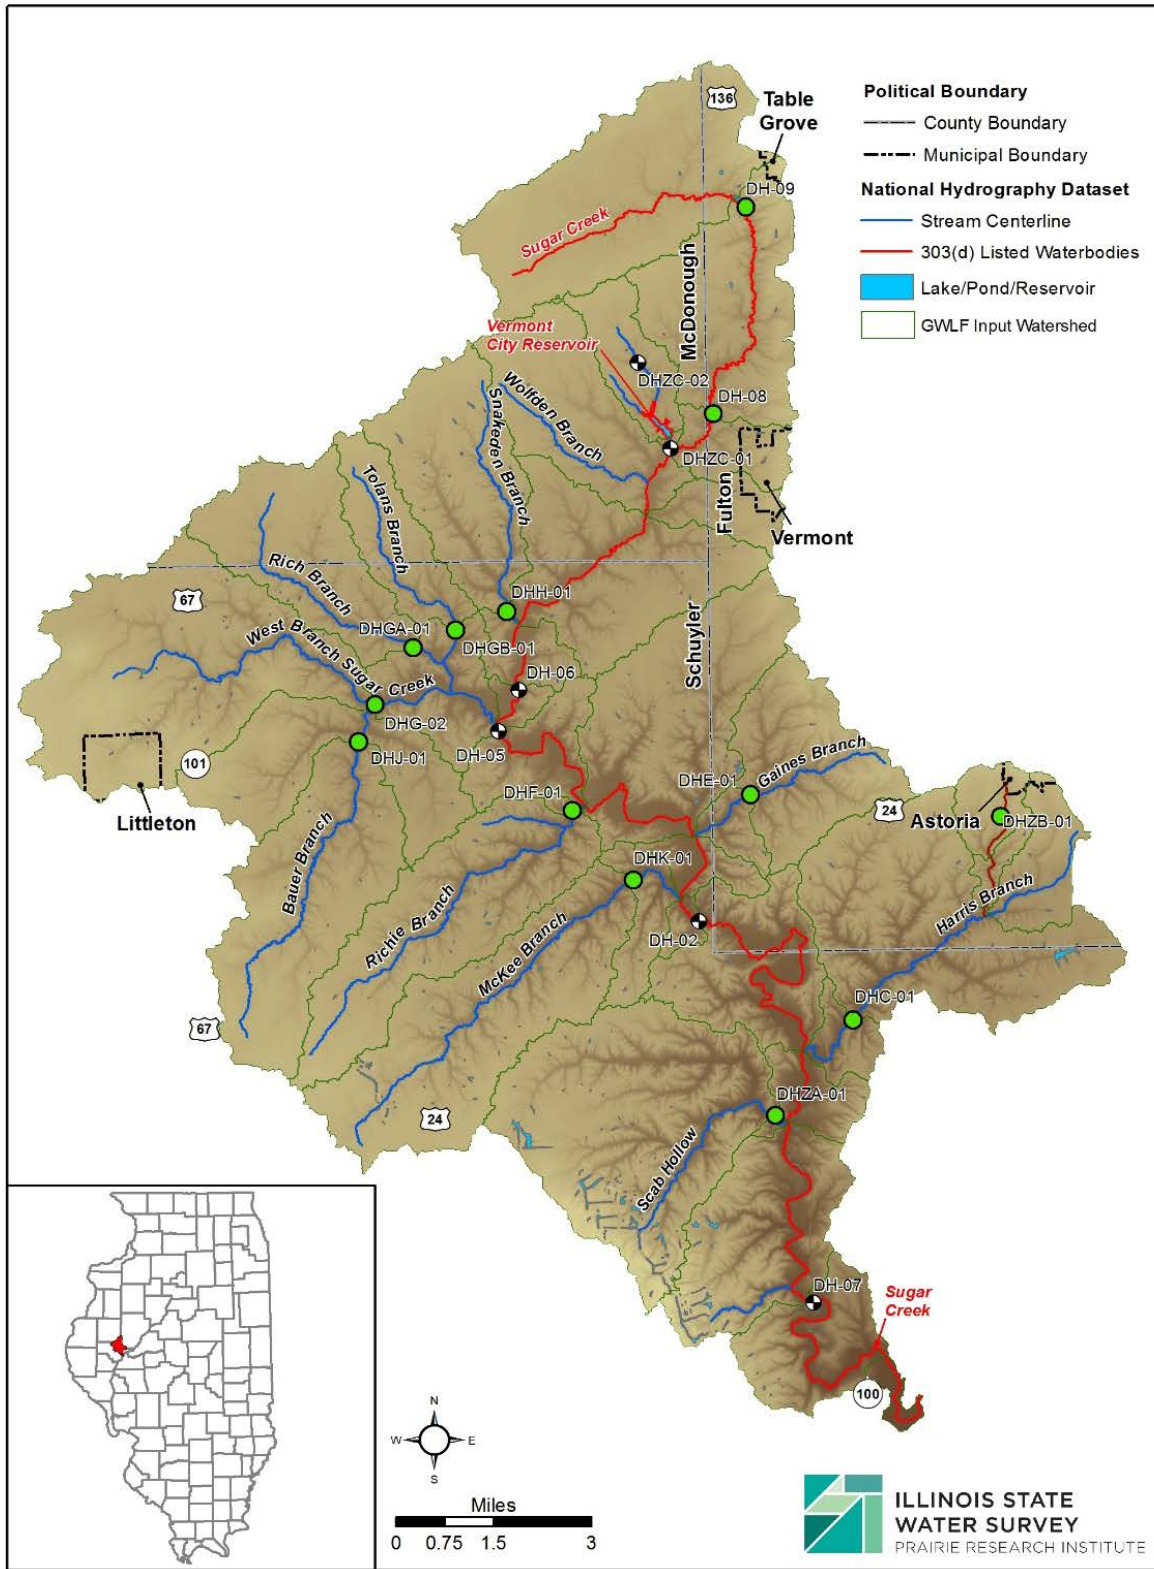 136
Table
Grove
DH-09
Sugar Creek
McDonough
Vermont
City Reservoir
DHZC-02
DH-08
Wolfden Branch
Snakeden Branch
DHZC-01
Fulton
Vermont
Tolans Branch
Rich Branch
67
DHH-01
DHGA-01
DHGB-01
West Branch Sugar Creek
Schuyler
DH-06
DHG-02
DH-05
DHJ-01
101
Littleton
DHF-01
DHE-01
Gaines Branch
24
Astoria
DHZB-01
Bauer Branch
Richie Branch
DHK-01
McKee Branch
DH-02
Harris Branch
DHC-01
67
24
DHZA-01
Scab Hollow
DH-07
Sugar
Creek
100
Political Boundary
County Boundary
Municipal Boundary
National Hydrography Dataset
Stream Centerline
303(d) Listed Waterbodies
Lake/Pond/Reservoir
GWLF Input Watershed
N
W E
S
Miles
0 0.75 1.5 3
ILLINOIS STATE
WATER SURVEY
PRAIRIE RESEARCH INSTITUTE